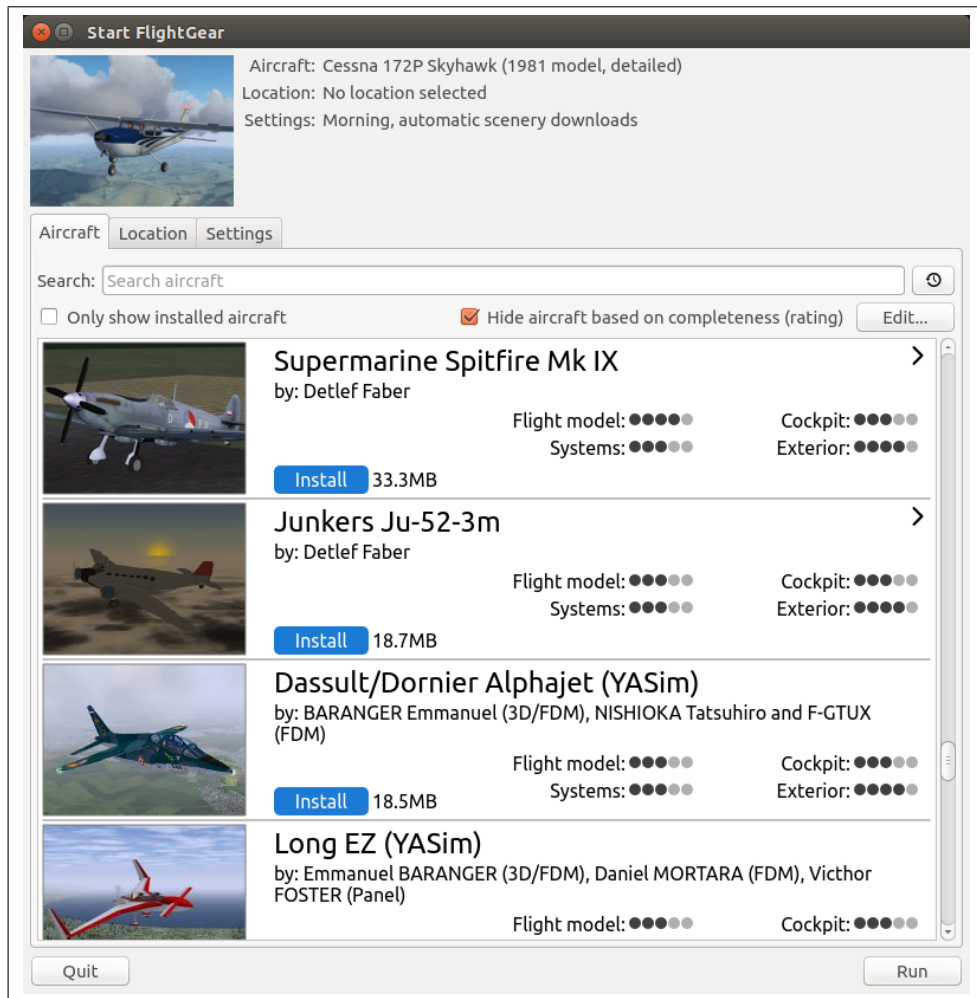 Start FlightGear
Aircraft: Cessna 172P Skyhawk (1981 model, detailed)
Location: No location selected
Settings: Morning, automatic scenery downloads
Aircraft Location Settings
Search: Search aircraft
Only show installed aircraft Hide aircraft based on completeness (rating) Edit...
Supermarine Spitfire Mk IX
by: Detlef Faber
Flight model: Cockpit:
Systems: Exterior:
Install 33.3MB
Junkers Ju-52-3m
by: Detlef Faber
Flight model: Cockpit:
Systems: Exterior:
Install 18.7MB
Dassult/Dornier Alphajet (YASim)
by: BARANGER Emmanuel (3D/FDM), NISHIOKA Tatsuhiro and F-GTUX
(FDM)
Flight model: Cockpit:
Systems: Exterior:
Install 18.5MB
Long EZ (YASim)
by: Emmanuel BARANGER (3D/FDM), Daniel MORTARA (FDM), Victhor
FOSTER (Panel)
Flight model: Cockpit:
Quit Run